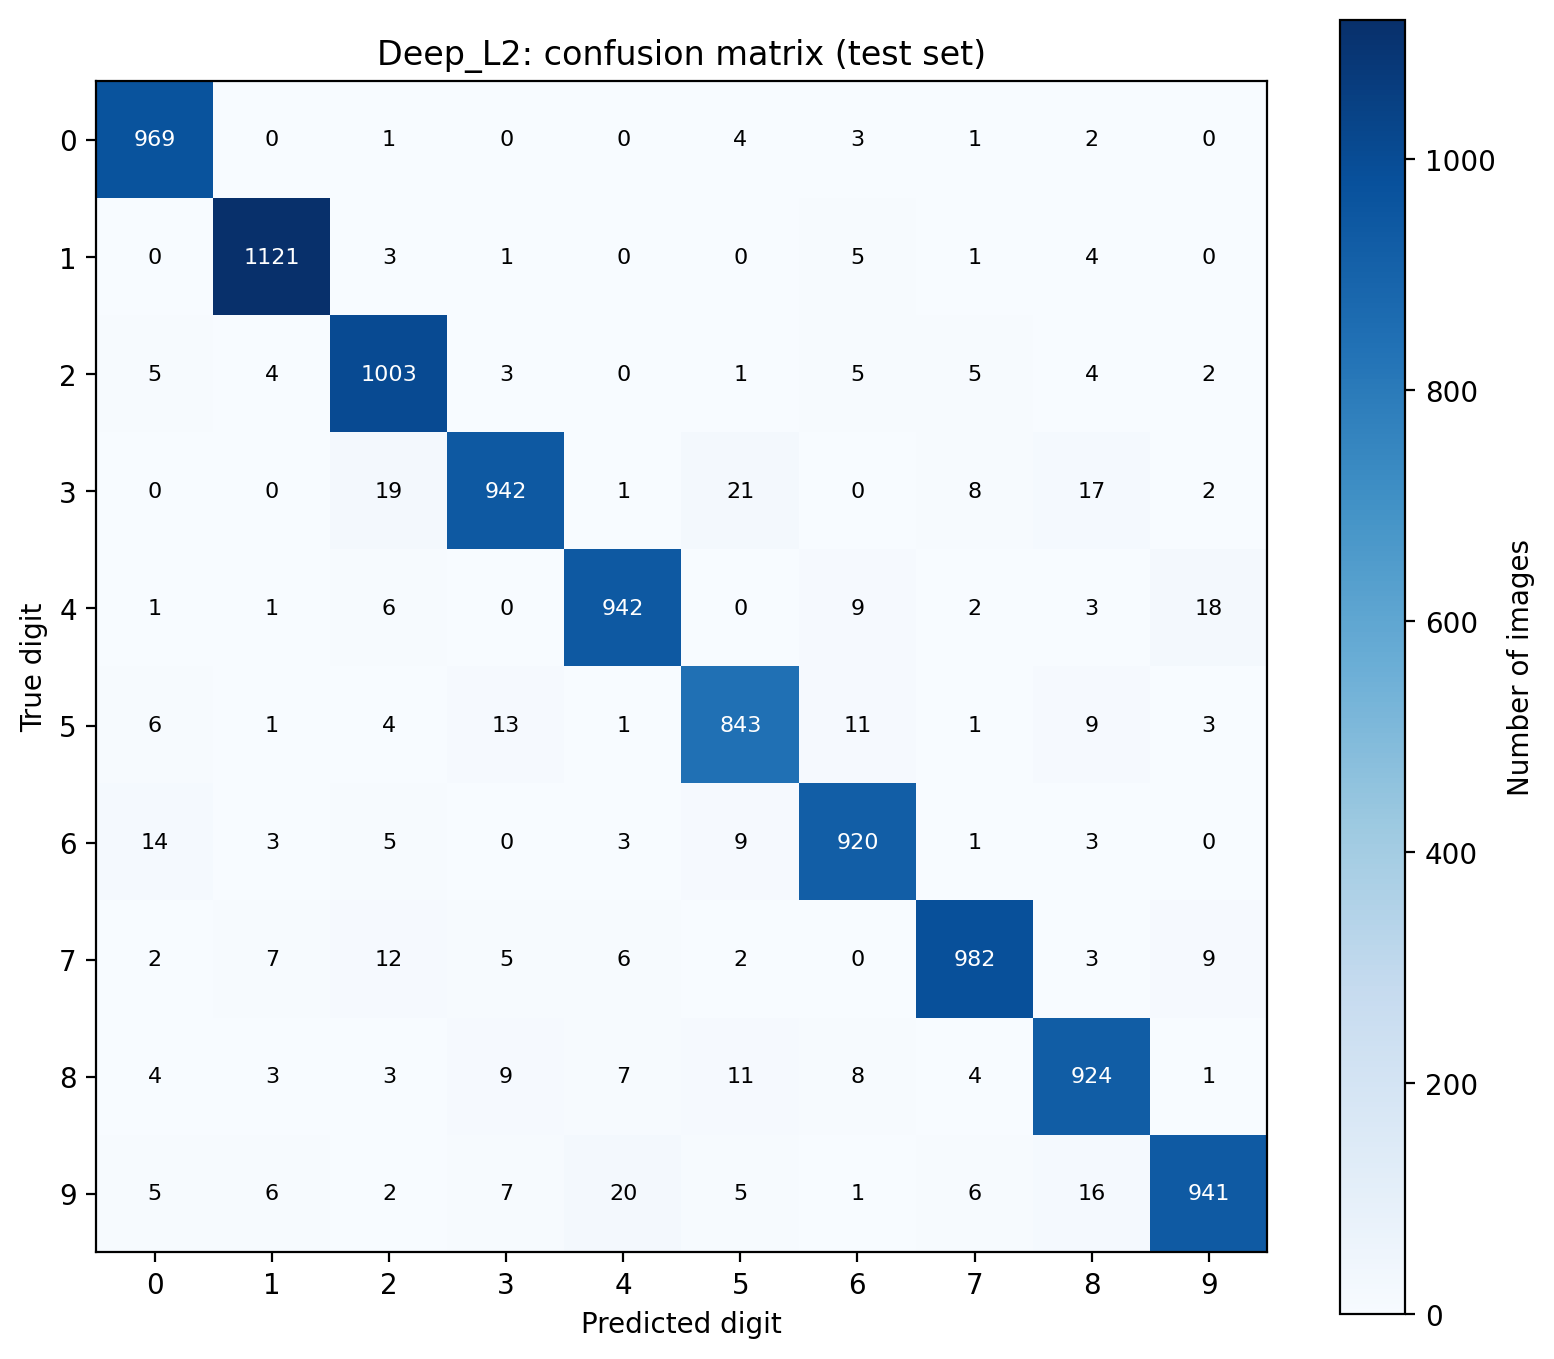 Deep_L2: confusion matrix (test set)
0 969 0 1 0 0 4 3 1 2 0
1 0 1121 3 1 0 0 5 1 4 0
2 5 4 1003 3 0 1 5 5 4 2
3 0 0 19 942 1 21 0 8 17 2
4 1 1 6 0 942 0 9 2 3 18
5 6 1 4 13 1 843 11 1 9 3
6 14 3 5 0 3 9 920 1 3 0
7 2 7 12 5 6 2 0 982 3 9
8 4 3 3 9 7 11 8 4 924 1
9 5 6 2 7 20 5 1 6 16 941
0 1 2 3 4 5 6 7 8 9
Predicted digit
True digit
1000
800
600
400
200
0
Number of images